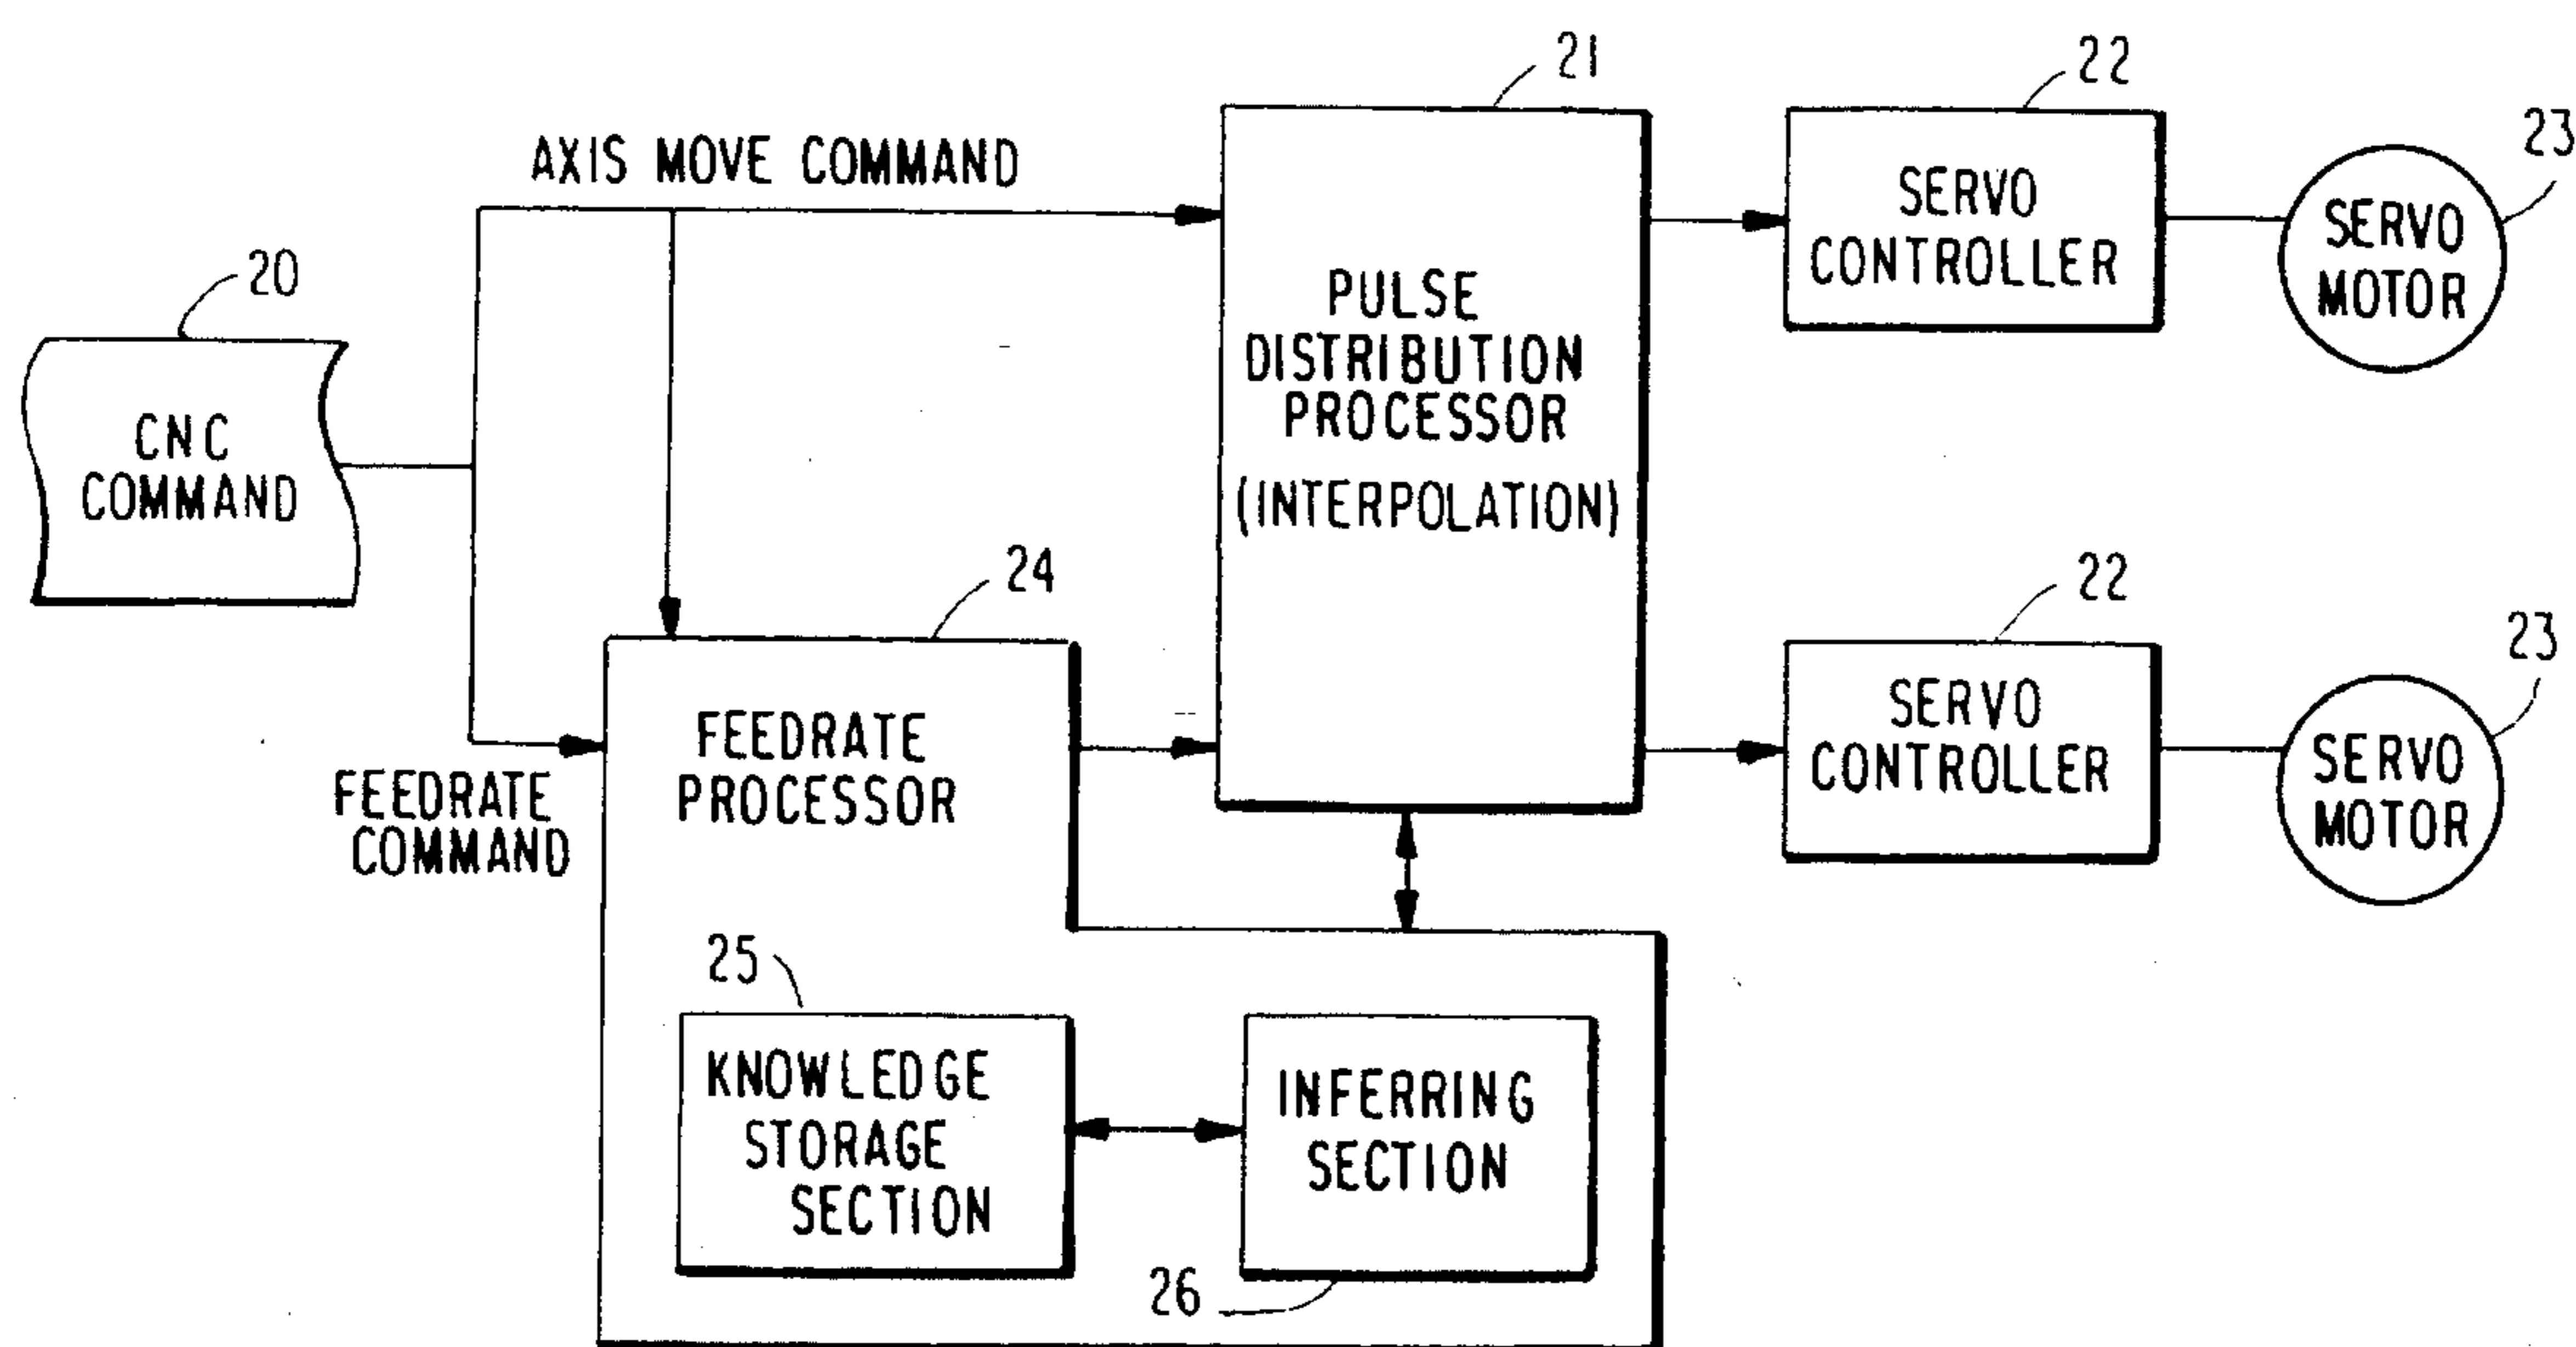 21
22
23
AXIS MOVE COMMAND
SERVO
CONTROLLER
SERVO
MOTOR
20
PULSE
DISTRIBUTION
PROCESSOR
(INTERPOLATION)
CNC
COMMAND
24
22
23
FEEDRATE
COMMAND
FEEDRATE
PROCESSOR
SERVO
CONTROLLER
SERVO
MOTOR
25
KNOWLEDGE
STORAGE
SECTION
INFERRING
SECTION
26